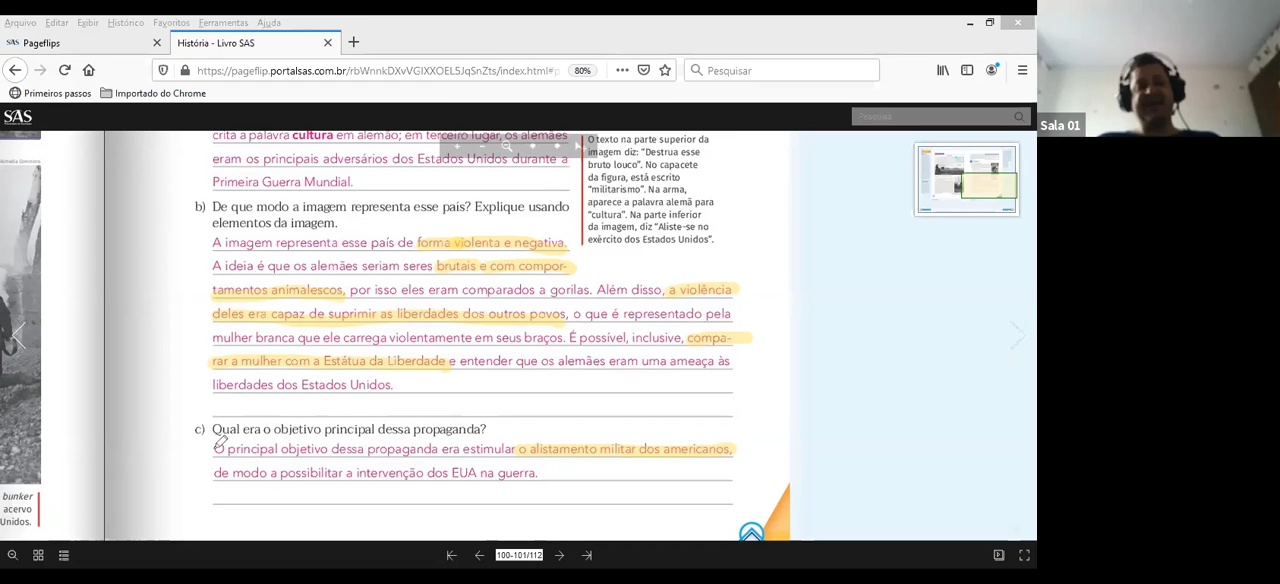 Arquivo Editar Exibir Histórico Favoritos Ferramentas Ajuda
SAS Pageflips
História - Livro SAS
https://pageflip.portalsas.com.br/rbWnnkDXvVGIXXOEL5JqSnZts/index.html#
80%
Pesquisar
Primeiros passos
Importado do Chrome
Sala 01
SAS
Pesquisar
crita a palavra cultura em alemão; em terceiro lugar, os alemães
eram os principais adversários dos Estados Unidos durante a
Primeira Guerra Mundial.
b) De que modo a imagem representa esse país? Explique usando
elementos da imagem.
A imagem representa esse país de forma violenta e negativa.
A ideia é que os alemães seriam seres brutais e com compor-
tamentos animalescos, por isso eles eram comparados a gorilas. Além disso, a violência
deles era capaz de suprimir as liberdades dos outros povos, o que é representado pela
mulher branca que ele carrega violentamente em seus braços. É possível, inclusive, compa-
rar a mulher com a Estátua da Liberdade e entender que os alemães eram uma ameaça às
liberdades dos Estados Unidos.
c) Qual era o objetivo principal dessa propaganda?
O principal objetivo dessa propaganda era estimular o alistamento militar dos americanos,
de modo a possibilitar a intervenção dos EUA na guerra.
O texto na parte superior da
imagem diz: “Destrua esse
bruto louco”. No capacete
da figura, está escrito
“militarismo”. Na arma,
aparece a palavra alemã para
“cultura”. Na parte inferior
da imagem, diz “Aliste-se no
exército dos Estados Unidos”.
bunker
acervo
Unidos.
100-101/112